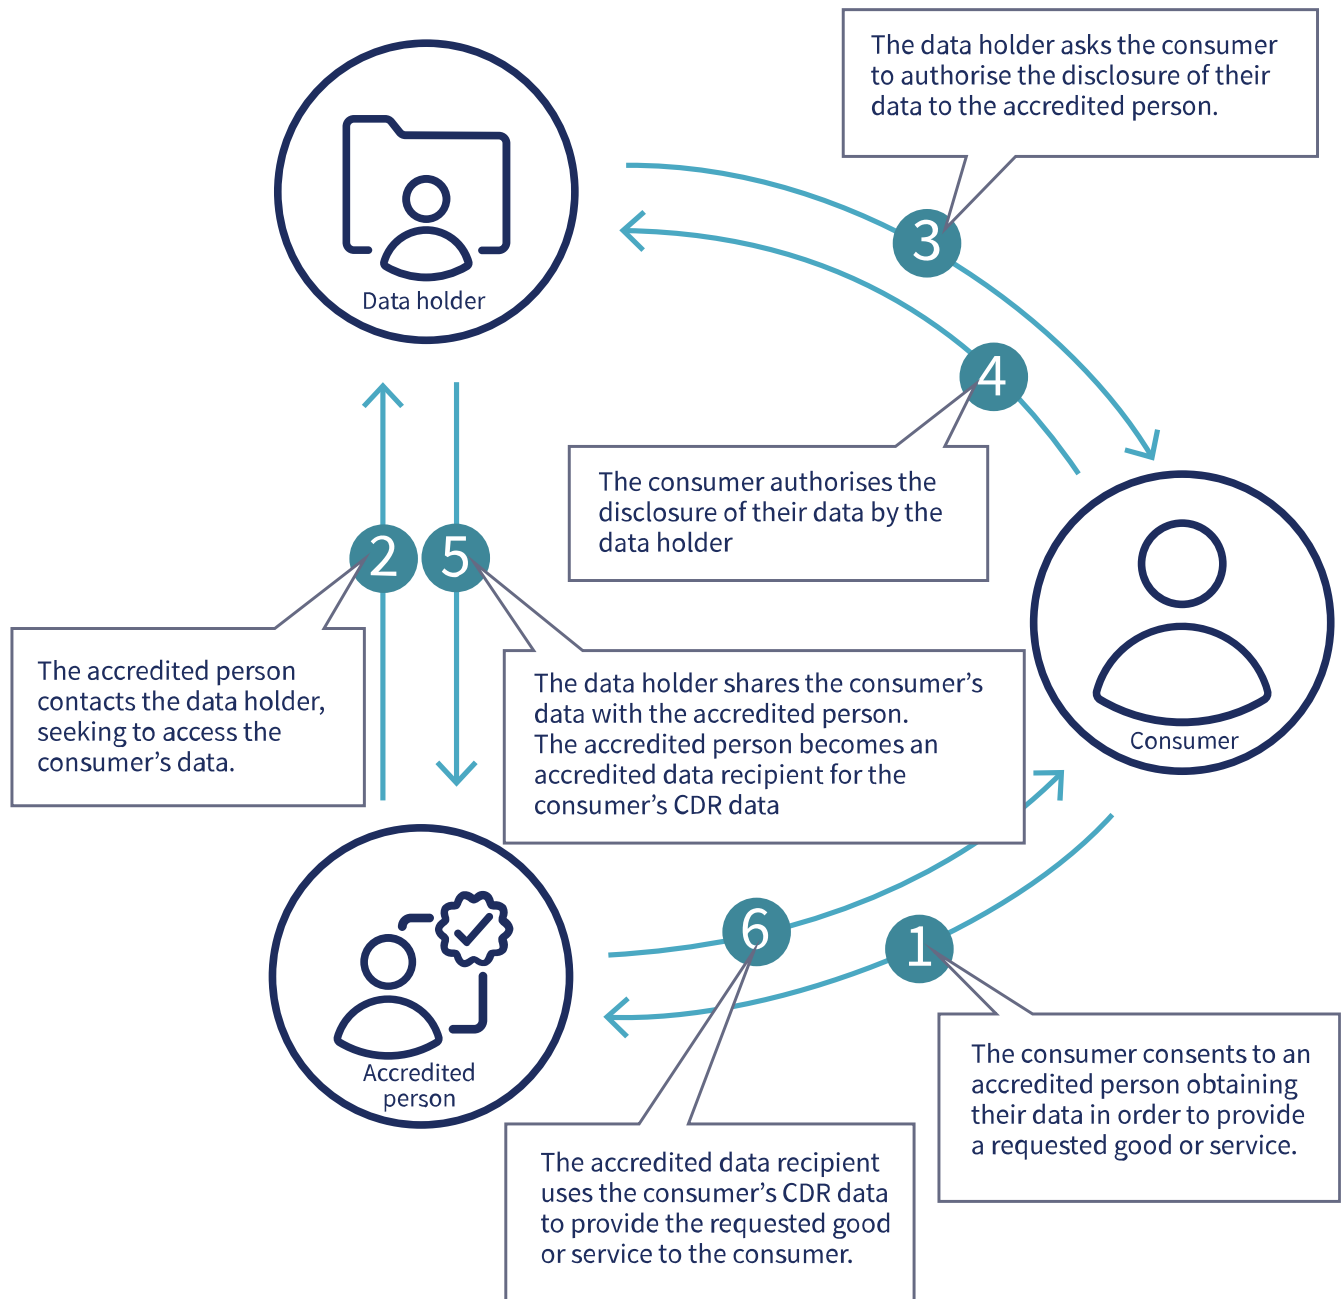 The data holder asks the consumer
to authorise the disclosure of their
data to the accredited person.
Data holder
3
4
The consumer authorises the
disclosure of their data by the
data holder
2
5
The accredited person
contacts the data holder,
seeking to access the
consumer’s data.
The data holder shares the consumer’s
data with the accredited person.
The accredited person becomes an
accredited data recipient for the
consumer’s CDR data
Consumer
6
1
Accredited
person
The consumer consents to an
accredited person obtaining
their data in order to provide
a requested good or service.
The accredited data recipient
uses the consumer’s CDR data
to provide the requested good
or service to the consumer.